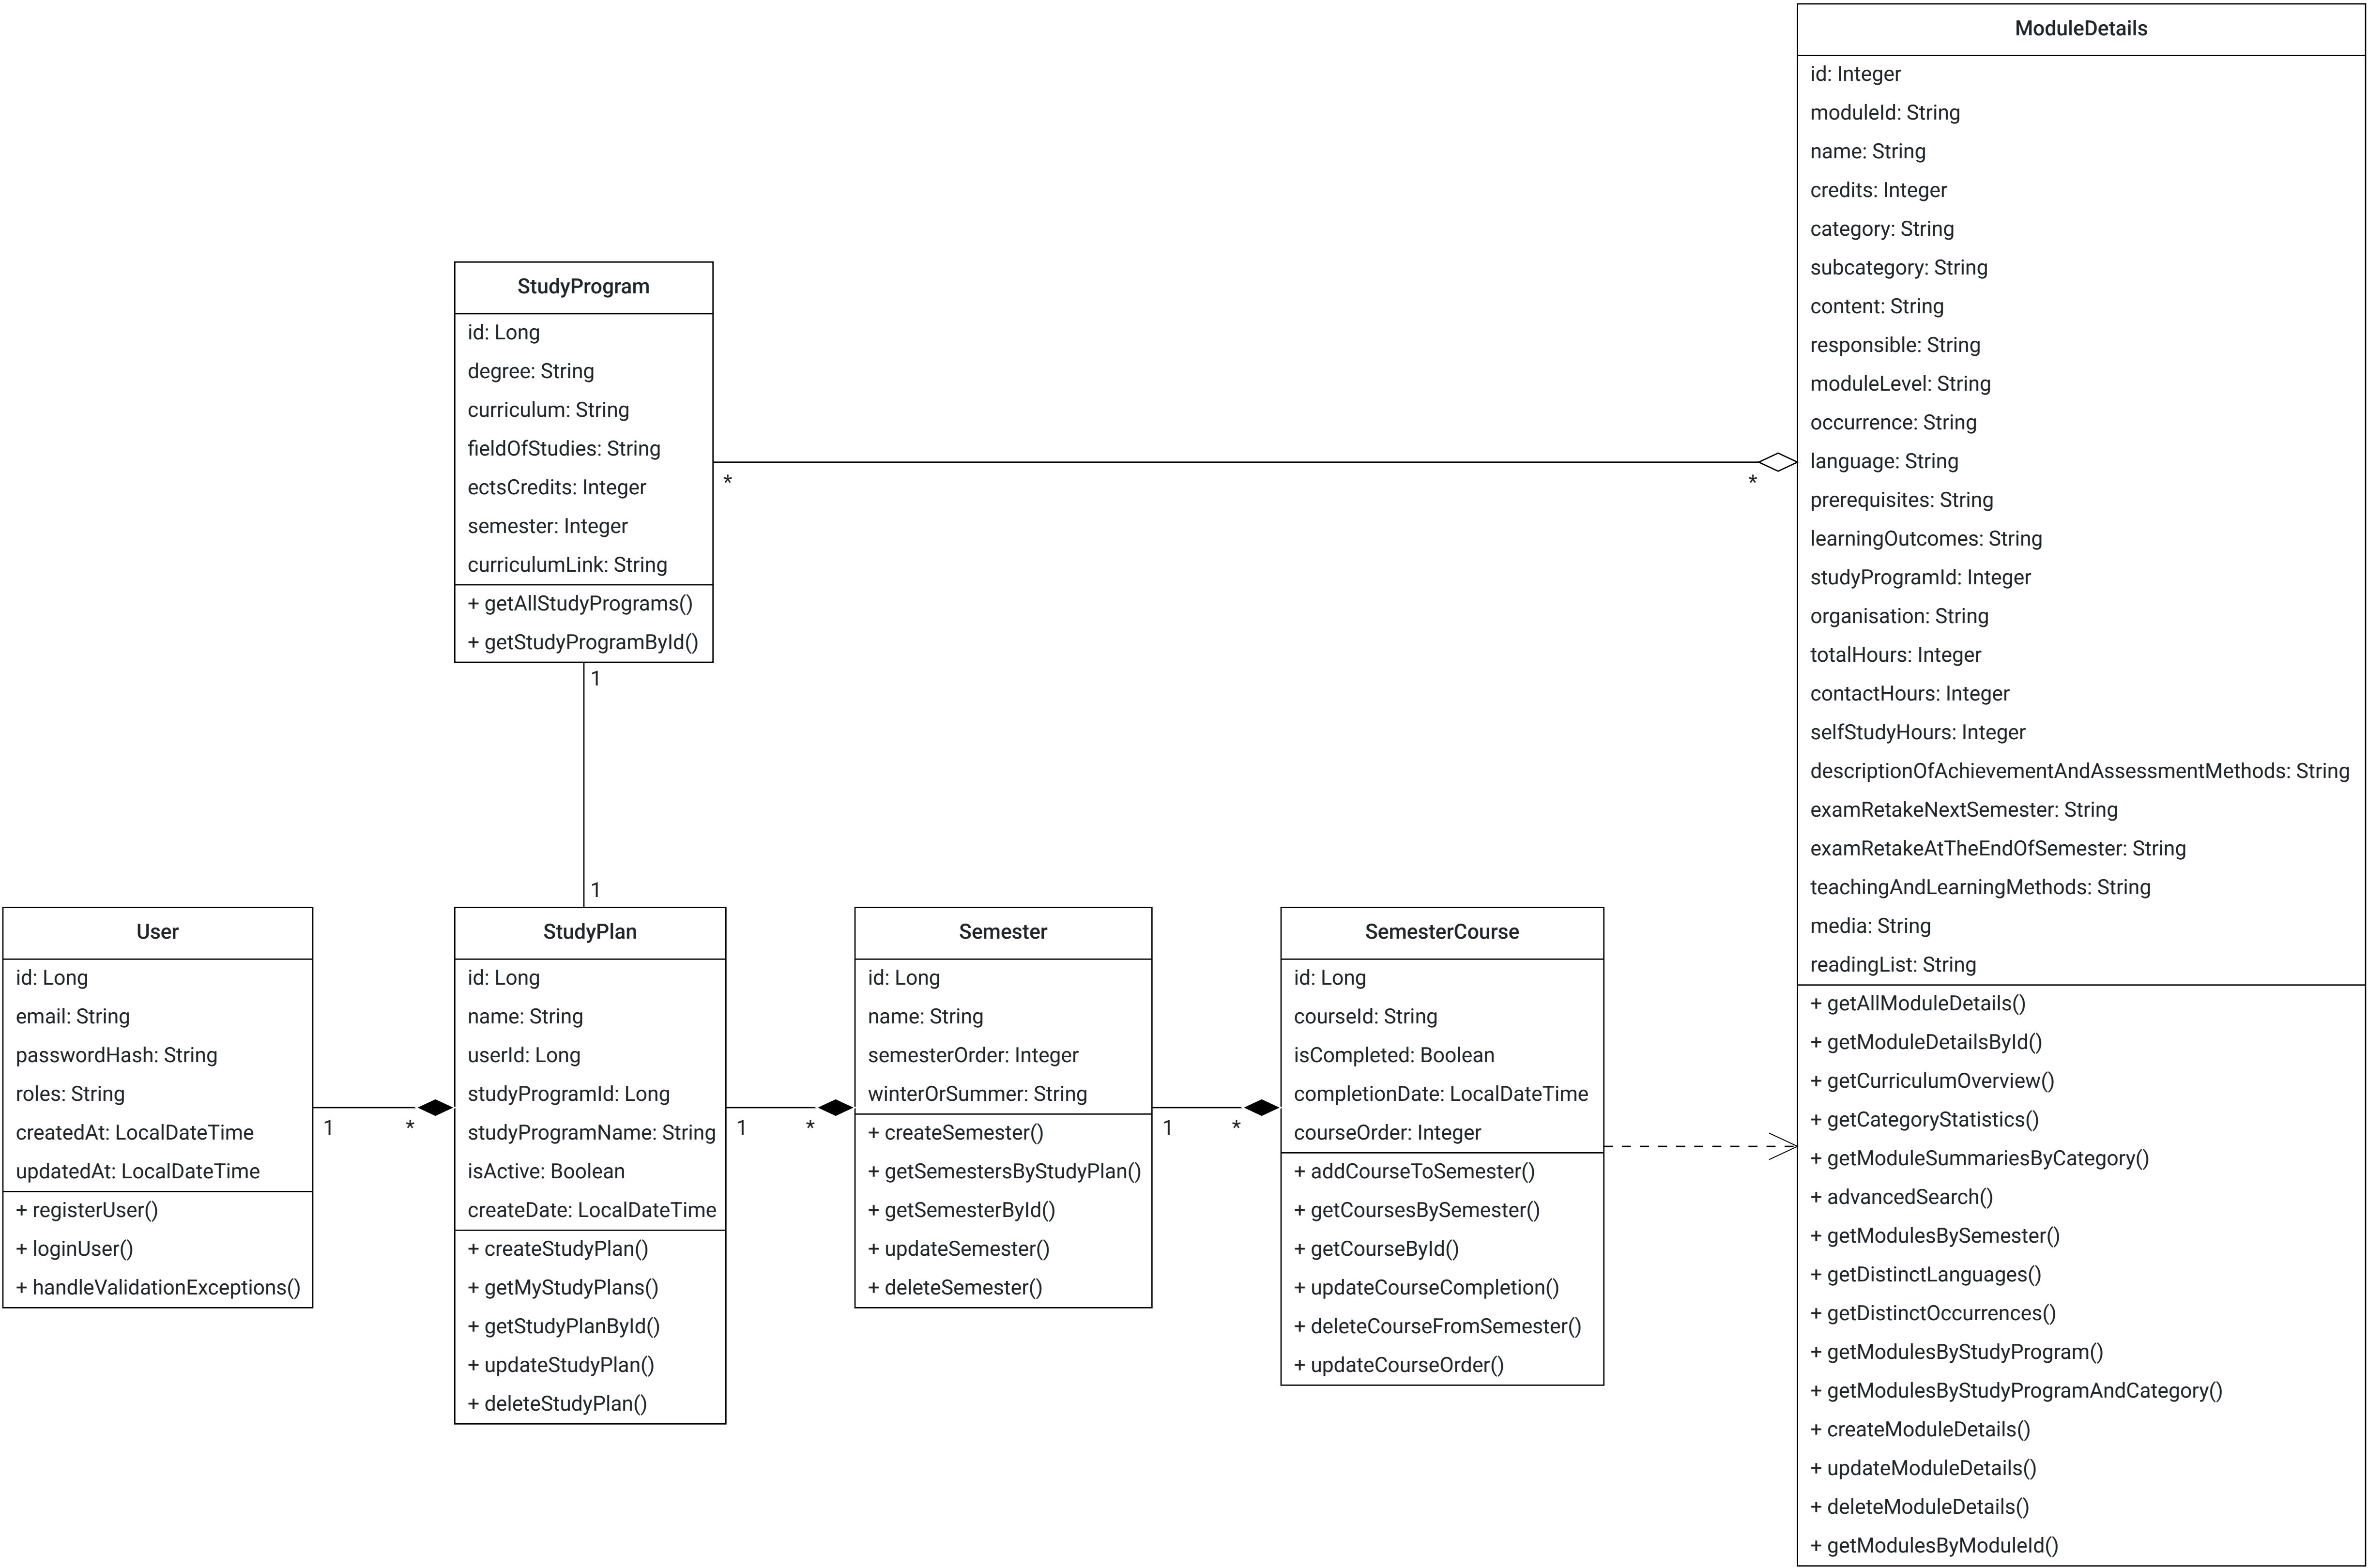 ModuleDetails
id: Integer
moduleId: String
name: String
credits: Integer
category: String
subcategory: String
content: String
responsible: String
moduleLevel: String
occurrence: String
language: String
prerequisites: String
learningOutcomes: String
studyProgramId: Integer
organisation: String
totalHours: Integer
contactHours: Integer
selfStudyHours: Integer
descriptionOfAchievementAndAssessmentMethods: String
examRetakeNextSemester: String
examRetakeAtTheEndOfSemester: String
teachingAndLearningMethods: String
media: String
readingList: String
+ getAllModuleDetails()
+ getModuleDetailsById()
+ getCurriculumOverview()
+ getCategoryStatistics()
+ getModuleSummariesByCategory()
+ advancedSearch()
+ getModulesBySemester()
+ getDistinctLanguages()
+ getDistinctOccurrences()
+ getModulesByStudyProgram()
+ getModulesByStudyProgramAndCategory()
+ createModuleDetails()
+ updateModuleDetails()
+ deleteModuleDetails()
+ getModulesByModuleId()
StudyProgram
id: Long
degree: String
curriculum: String
fieldOfStudies: String
ectsCredits: Integer
semester: Integer
curriculumLink: String
+ getAllStudyPrograms()
+ getStudyProgramById()
*
*
1
1
User
id: Long
email: String
passwordHash: String
roles: String
createdAt: LocalDateTime
updatedAt: LocalDateTime
+ registerUser()
+ loginUser()
+ handleValidationExceptions()
1
*
StudyPlan
id: Long
name: String
userId: Long
studyProgramId: Long
studyProgramName: String
isActive: Boolean
createDate: LocalDateTime
+ createStudyPlan()
+ getMyStudyPlans()
+ getStudyPlanById()
+ updateStudyPlan()
+ deleteStudyPlan()
1
*
Semester
id: Long
name: String
semesterOrder: Integer
winterOrSummer: String
+ createSemester()
+ getSemestersByStudyPlan()
+ getSemesterById()
+ updateSemester()
+ deleteSemester()
1
*
SemesterCourse
id: Long
courseId: String
isCompleted: Boolean
completionDate: LocalDateTime
courseOrder: Integer
+ addCourseToSemester()
+ getCoursesBySemester()
+ getCourseById()
+ updateCourseCompletion()
+ deleteCourseFromSemester()
+ updateCourseOrder()